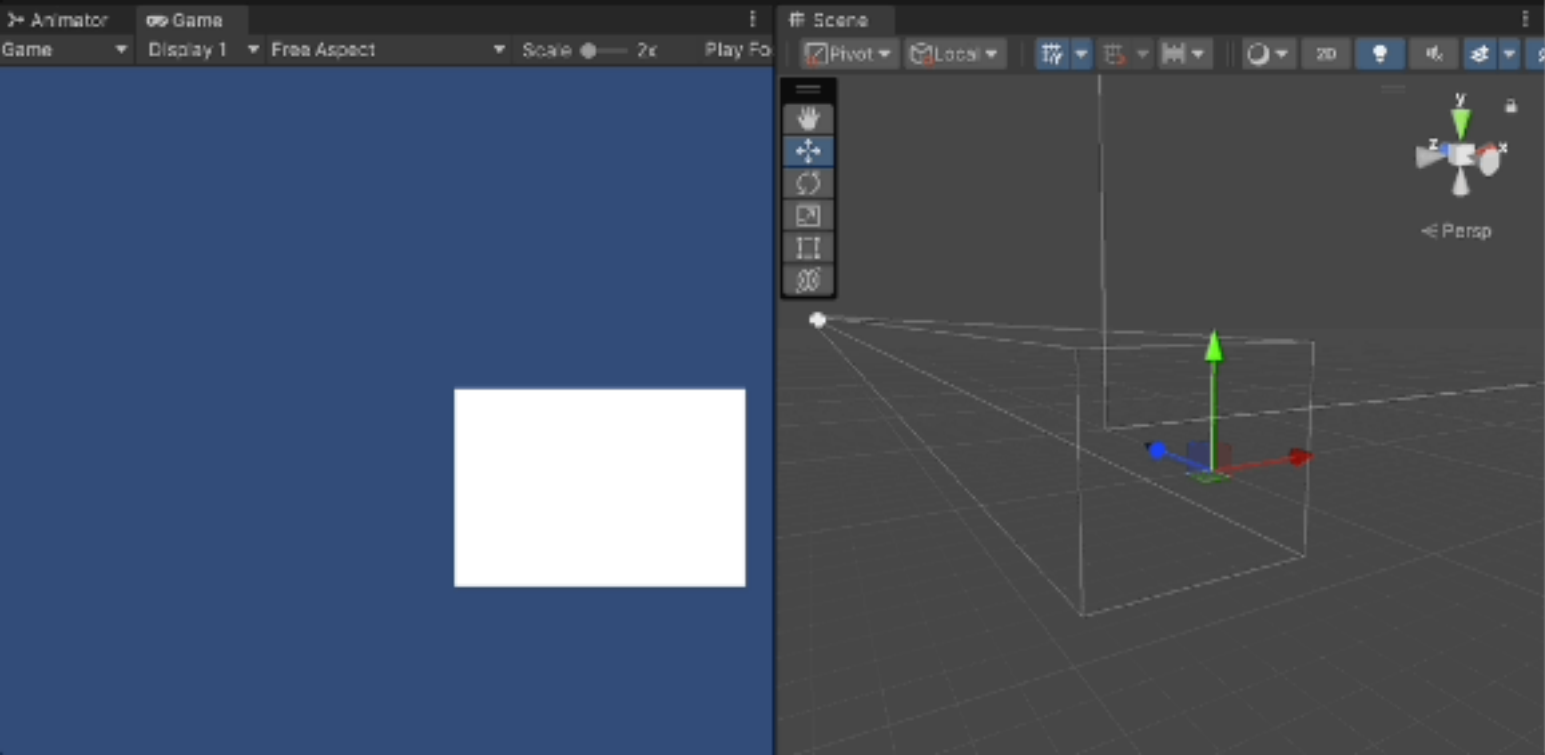 Animator
Game
Game
Display 1
Free Aspect
Scale
2x
Play Fo
Scene
Pivot
Local
2D
y
z
x
Persp